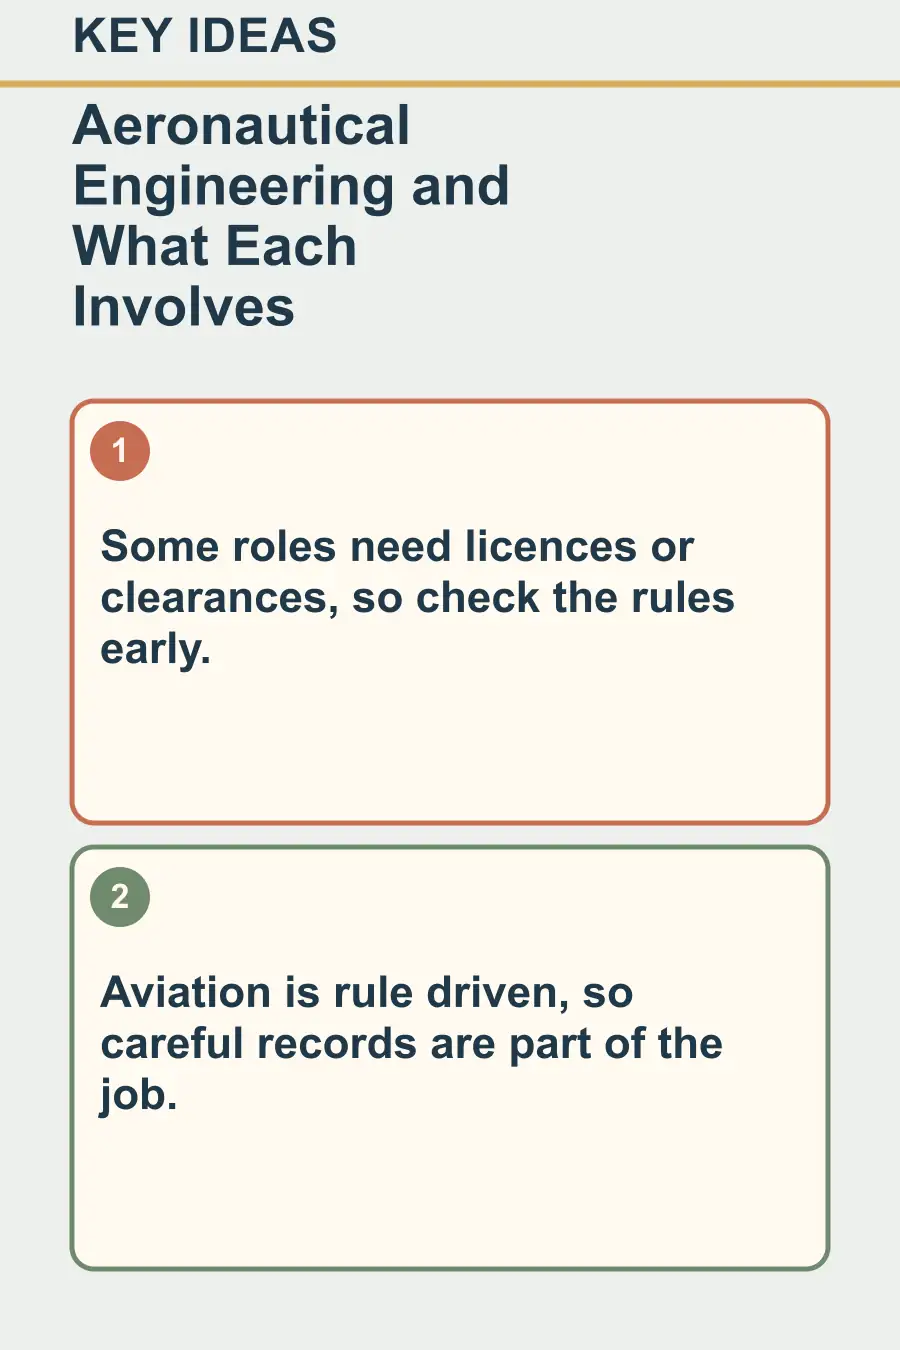 KEY IDEAS
Aeronautical
Engineering and
What Each
Involves
1
Some roles need licences or
clearances, so check the rules
early.
2
Aviation is rule driven, so
careful records are part of the
job.